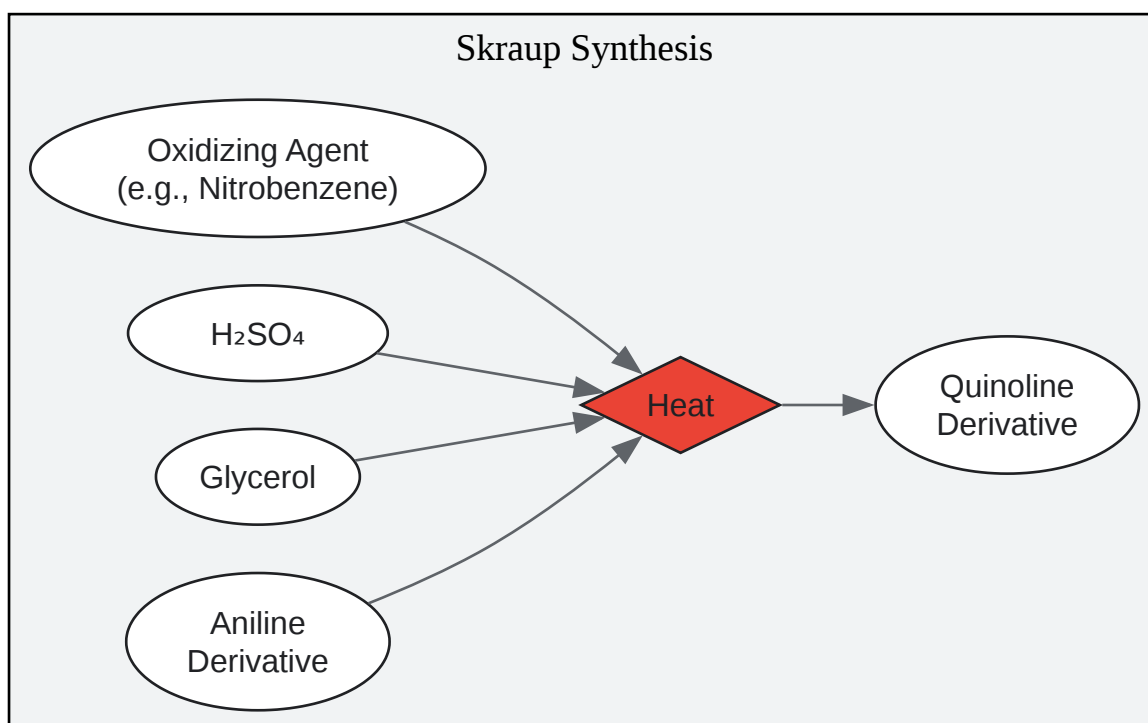 Skraup Synthesis
Oxidizing Agent
(e.g., Nitrobenzene)
H₂SO₄
Glycerol
Aniline
Derivative
Heat
Quinoline
Derivative